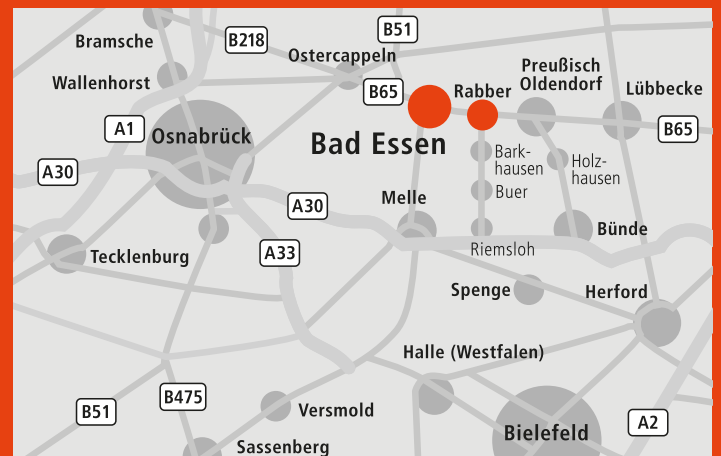 B51
Bramsche
B218
Ostercappeln
Preußisch
Oldendorf
Wallenhorst
B65
Rabber
Lübbecke
A1
Osnabrück
B65
Bad Essen
Bark-
hausen
Holz-
hausen
A30
Buer
Melle
A30
Bünde
Riemsloh
Tecklenburg
A33
Spenge
Herford
Halle (Westfalen)
B475
B51
Versmold
A2
Bielefeld
Sassenberg